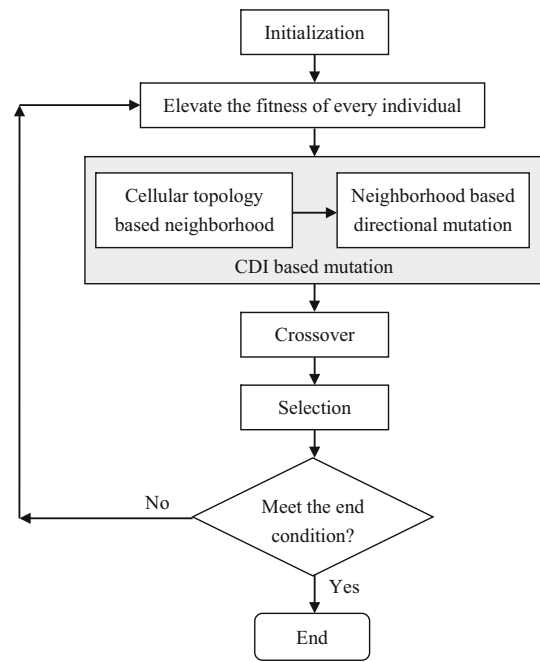 Initialization
Elevate the fitness of every individual
Cellular topology
based neighborhood
Neighborhood based
directional mutation
CDI based mutation
Crossover
Selection
No
Meet the end
condition?
Yes
End